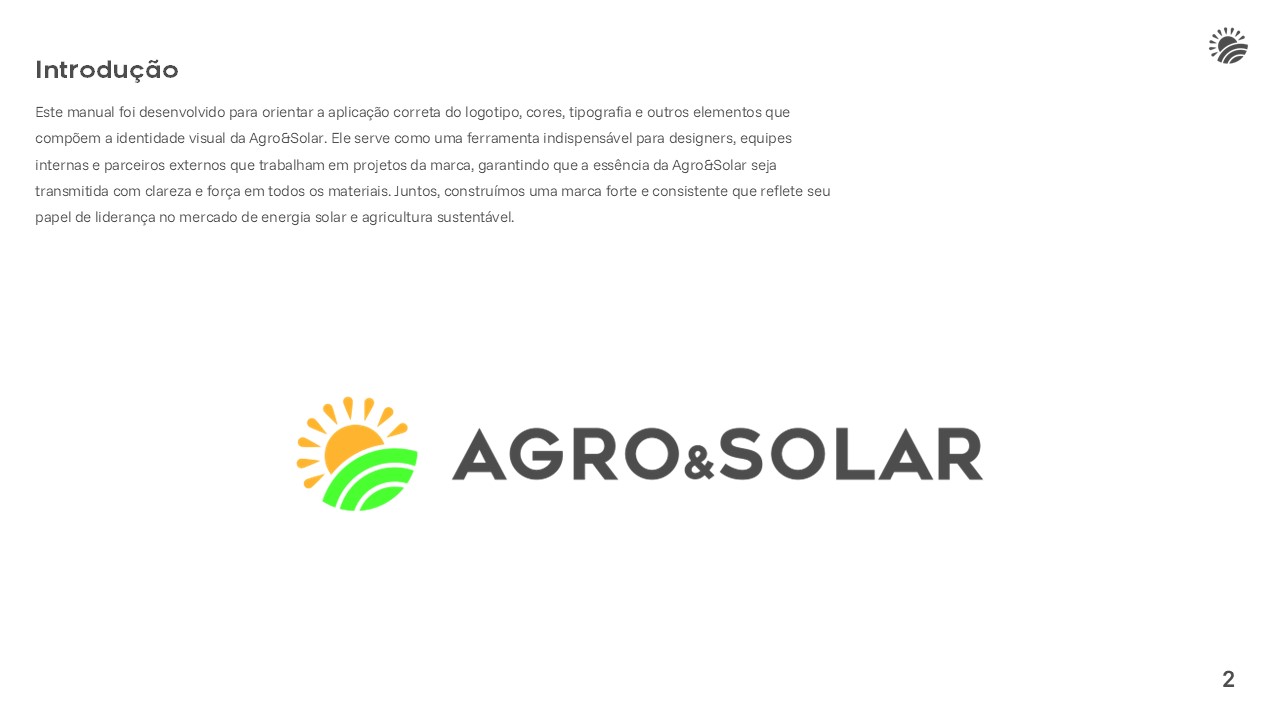 Introdução
Este manual foi desenvolvido para orientar a aplicação correta do logotipo, cores, tipografia e outros elementos que
compõem a identidade visual da Agro&Solar. Ele serve como uma ferramenta indispensável para designers, equipes
internas e parceiros externos que trabalham em projetos da marca, garantindo que a essência da Agro&Solar seja
transmitida com clareza e força em todos os materiais. Juntos, construímos uma marca forte e consistente que reflete seu
papel de liderança no mercado de energia solar e agricultura sustentável.
AGRO&SOLAR
2